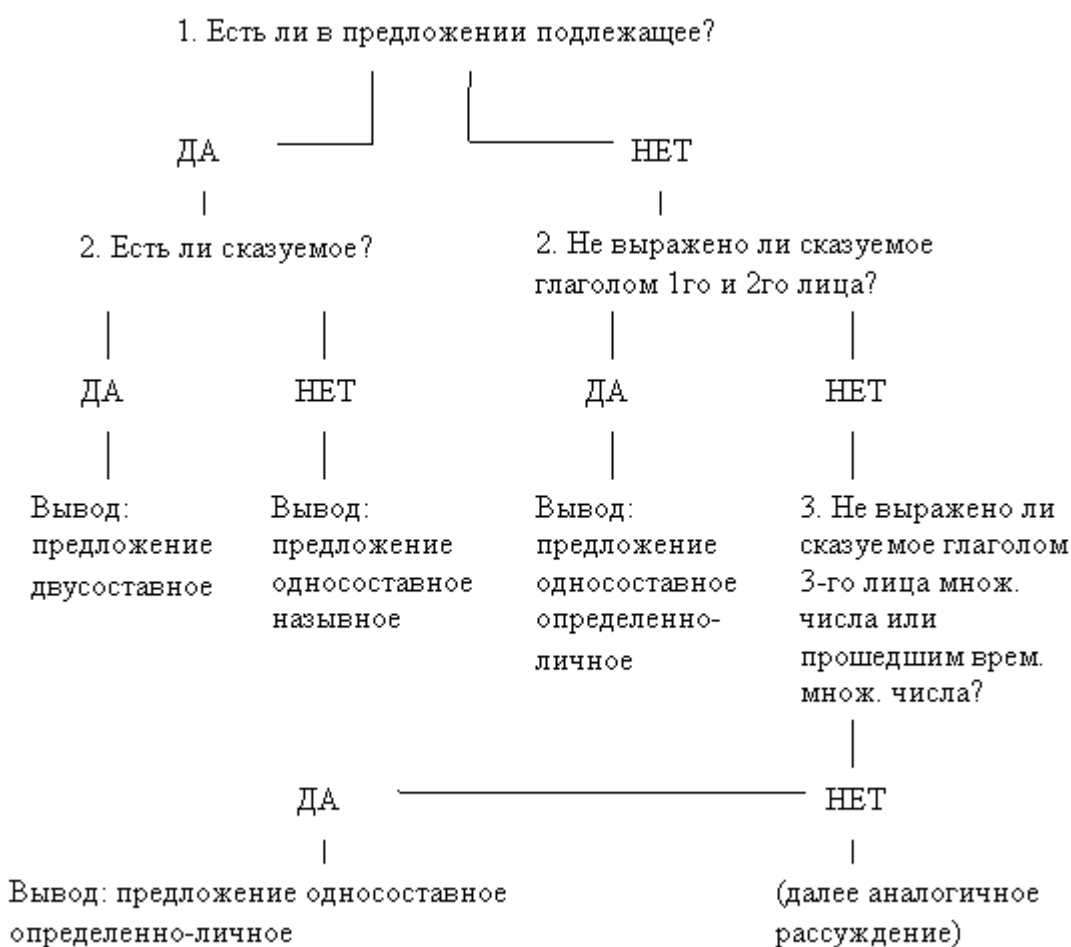 1. Есть ли в предложении подлежащее?
ДА
НЕТ
2. Есть ли сказуемое?
2. Не выражено ли сказуемое
глаголом 1го и 2го лица?
ДА
НЕТ
ДА
НЕТ
Вывод:
предложение
двусоставное
Вывод:
предложение
односоставное
назывное
Вывод:
предложение
односоставное
определенно-
личное
3. Не выражено ли
сказуемое глаголом
3-го лица множ.
числа или
прошедшим врем.
множ. числа?
ДА
НЕТ
Вывод: предложение односоставное
определенно-личное
(далее аналогичное
рассуждение)